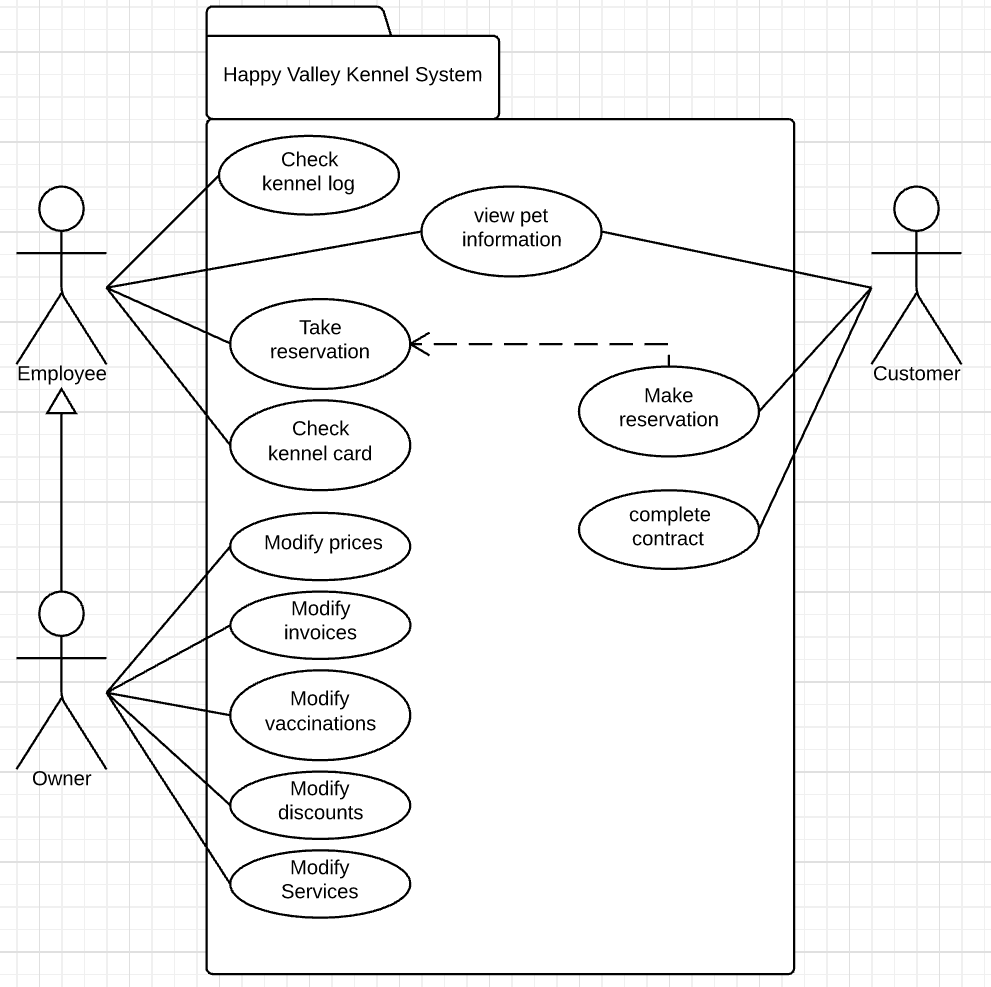 Happy Valley Kennel System
Check
kennel log
view pet
information
Take
reservation
Employee
Customer
Make
reservation
Check
kennel card
complete
contract
Modify prices
Modify
invoices
Modify
vaccinations
Owner
Modify
discounts
Modify
Services